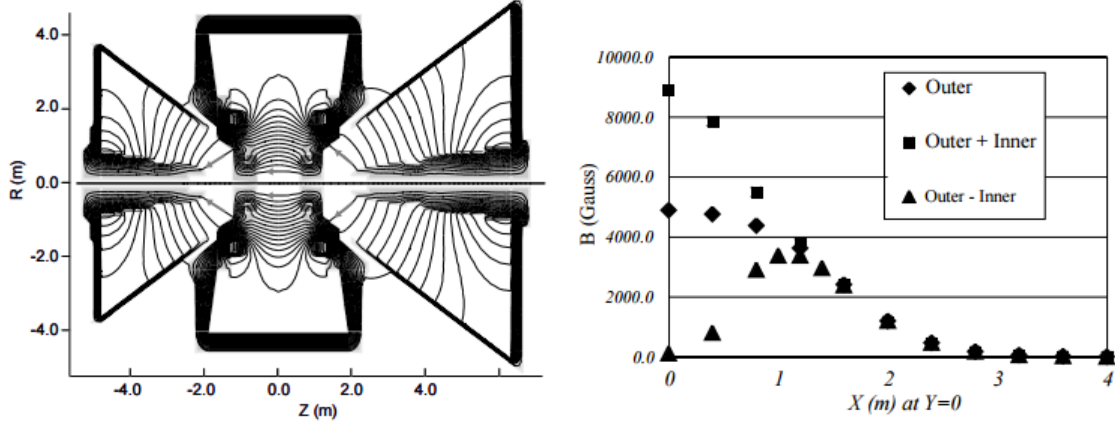 4.0
2.0
0.0
-2.0
-4.0
R (m)
-4.0 -2.0 0.0 2.0 4.0 6.0
Z (m)
10000.0
8000.0
6000.0
4000.0
2000.0
0.0
B (Gauss)
Outer
Outer + Inner
Outer - Inner
0 1 2 3 4
X (m) at Y=0